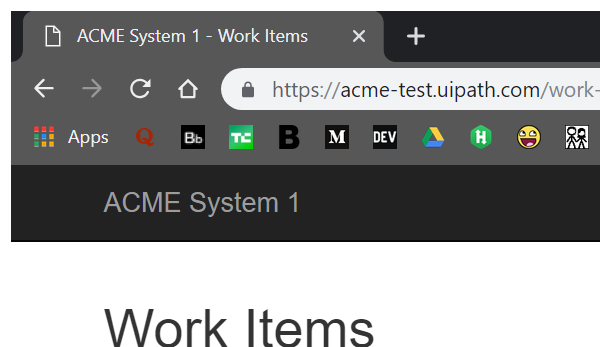 ACME System 1 - Work Items
https://acme-test.uipath.com/work-
Apps
Q
Bb
TC
B
M
DEV
H
ACME System 1
Work Items